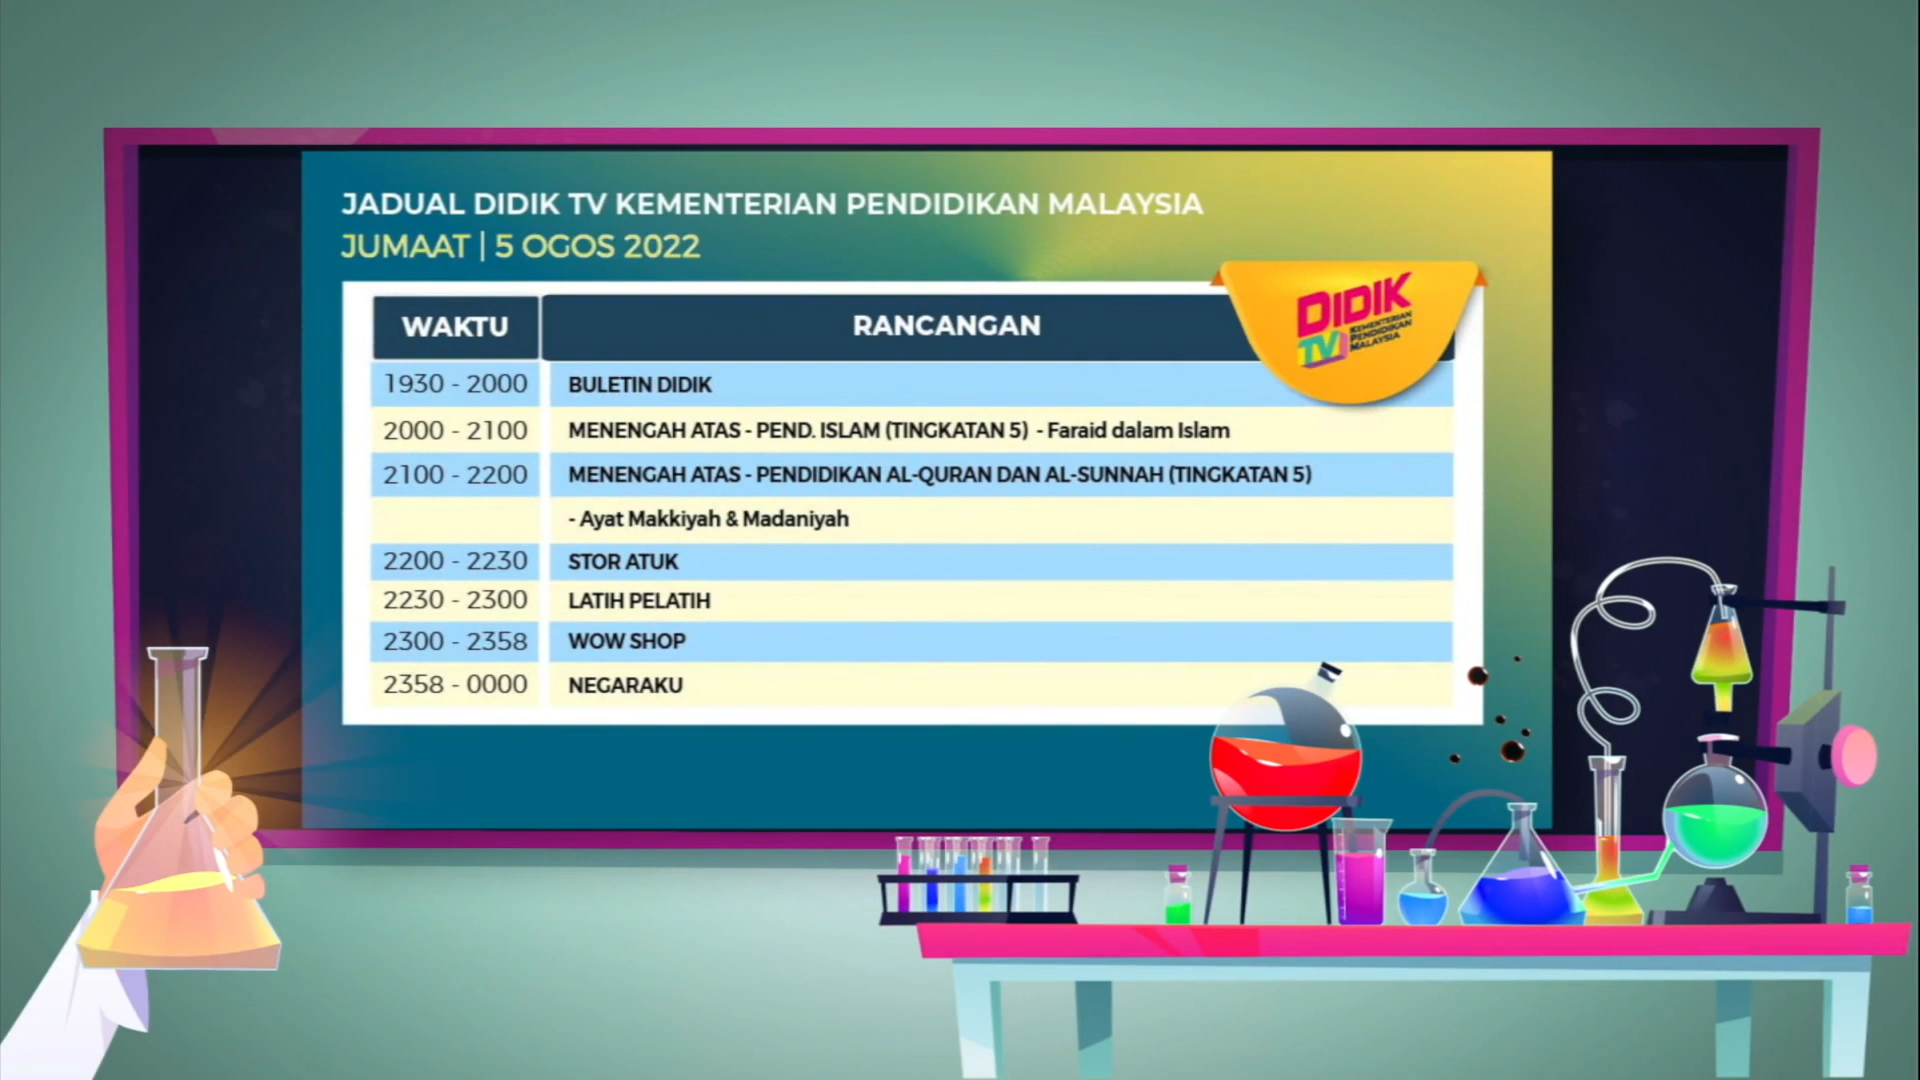 JADUAL DIDIK TV KEMENTERIAN PENDIDIKAN MALAYSIA
JUMAAT | 5 OGOS 2022
DIDIK
TV KEMENTERIAN
PENDIDIKAN
MALAYSIA
WAKTU RANCANGAN
1930 - 2000 BULETIN DIDIK
2000 - 2100 MENENGAH ATAS - PEND. ISLAM (TINGKATAN 5) - Faraid dalam Islam
2100 - 2200 MENENGAH ATAS - PENDIDIKAN AL-QURAN DAN AL-SUNNAH (TINGKATAN 5)
- Ayat Makkiyah & Madaniyah
2200 - 2230 STOR ATUK
2230 - 2300 LATIH PELATIH
2300 - 2358 WOW SHOP
2358 - 0000 NEGARAKU